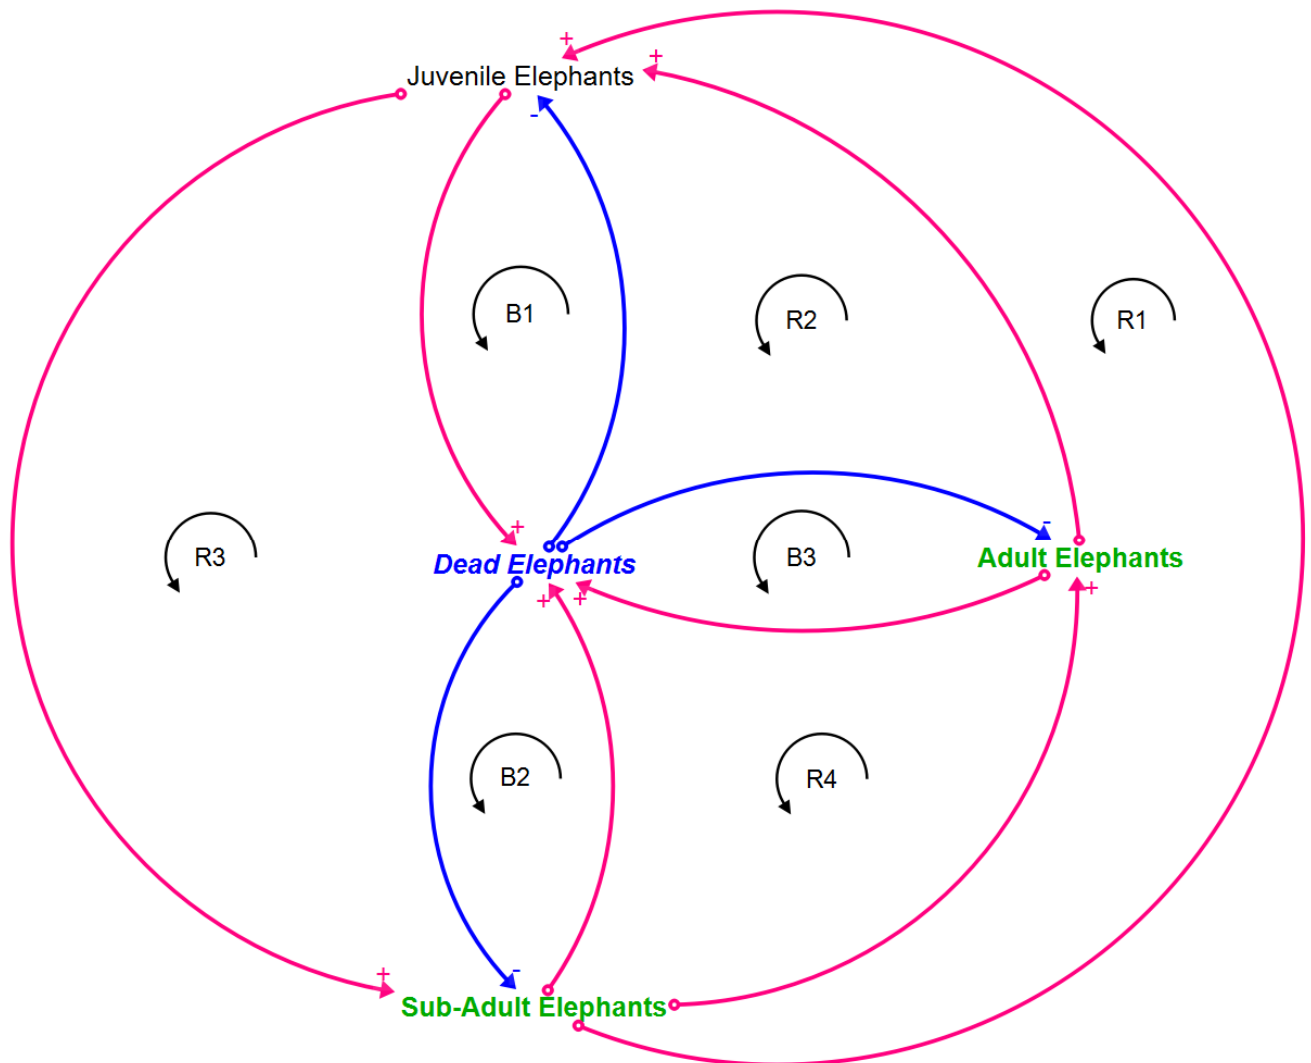 +
+
Juvenile Elephants
-
B1
R2
R1
+
-
R3
Dead Elephants
B3
Adult Elephants
+
+
+
B2
R4
+
-
Sub-Adult Elephants